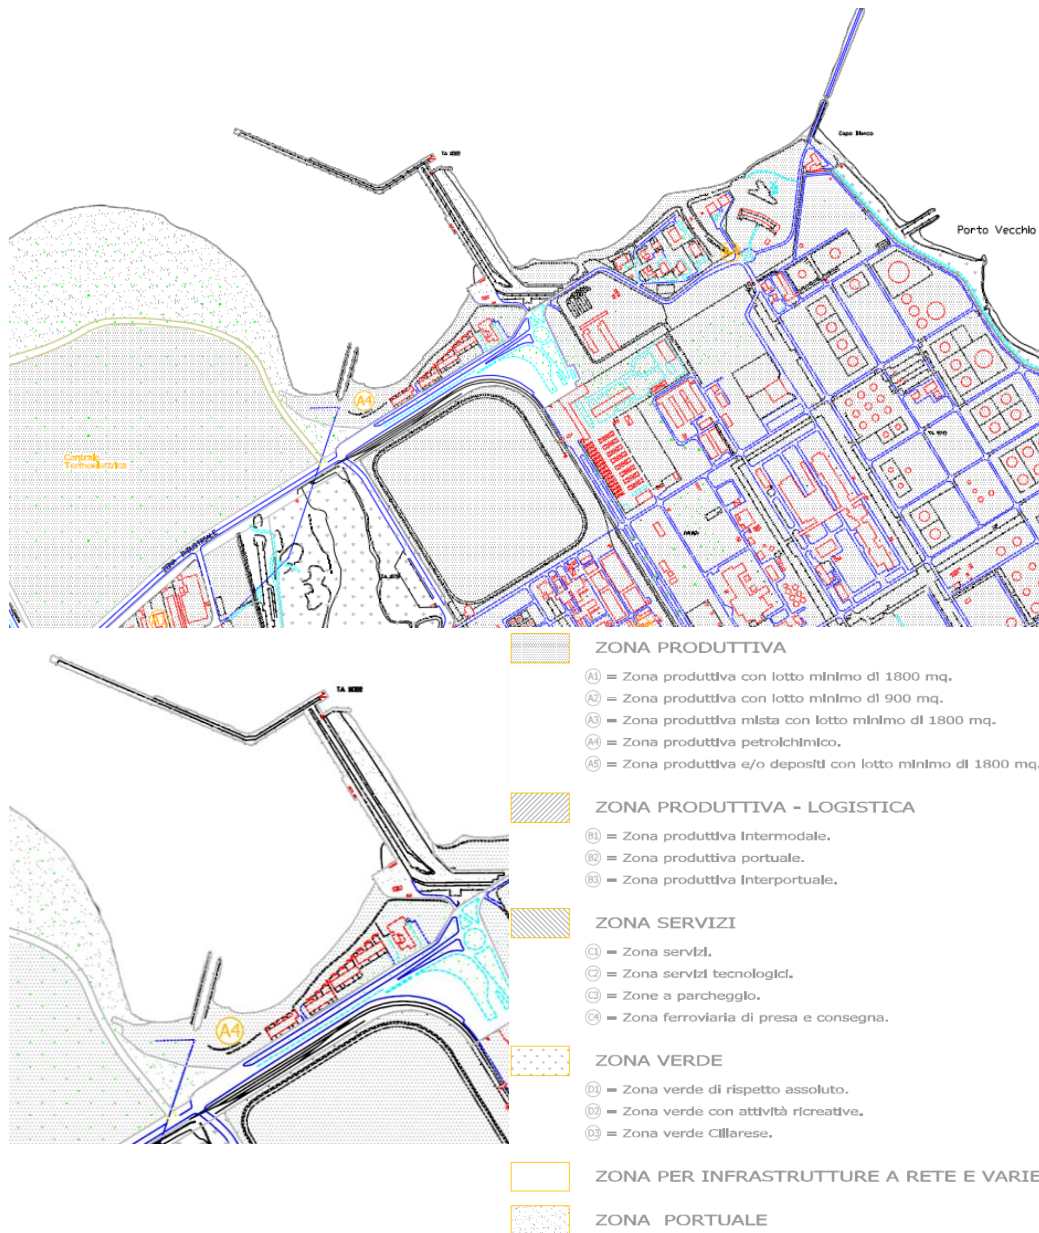 Capo Bianco
Porto Vecchio
A4
A4
Centrale
Termoelettrica
ZONA INDUSTRIALE
A4
ZONA PRODUTTIVA
A1 = Zona produttiva con lotto minimo di 1800 mq.
A2 = Zona produttiva con lotto minimo di 900 mq.
A3 = Zona produttiva mista con lotto minimo di 1800 mq.
A4 = Zona produttiva petrolchimico.
A5 = Zona produttiva e/o depositi con lotto minimo di 1800 mq.
ZONA PRODUTTIVA - LOGISTICA
B1 = Zona produttiva Intermodale.
B2 = Zona produttiva portuale.
B3 = Zona produttiva Interportuale.
ZONA SERVIZI
C1 = Zona servizi.
C2 = Zona servizi tecnologici.
C3 = Zone a parcheggio.
C4 = Zona ferroviaria di presa e consegna.
ZONA VERDE
D1 = Zona verde di rispetto assoluto.
D2 = Zona verde con attività ricreative.
D3 = Zona verde Cillarese.
ZONA PER INFRASTRUTTURE A RETE E VARIE
ZONA PORTUALE